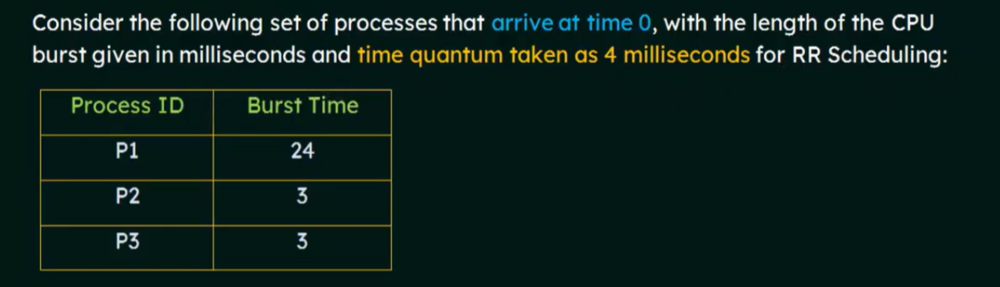 Consider the following set of processes that arrive at time 0, with the length of the CPU
burst given in milliseconds and time quantum taken as 4 milliseconds for RR Scheduling:
Process ID Burst Time
P1 24
P2 3
P3 3